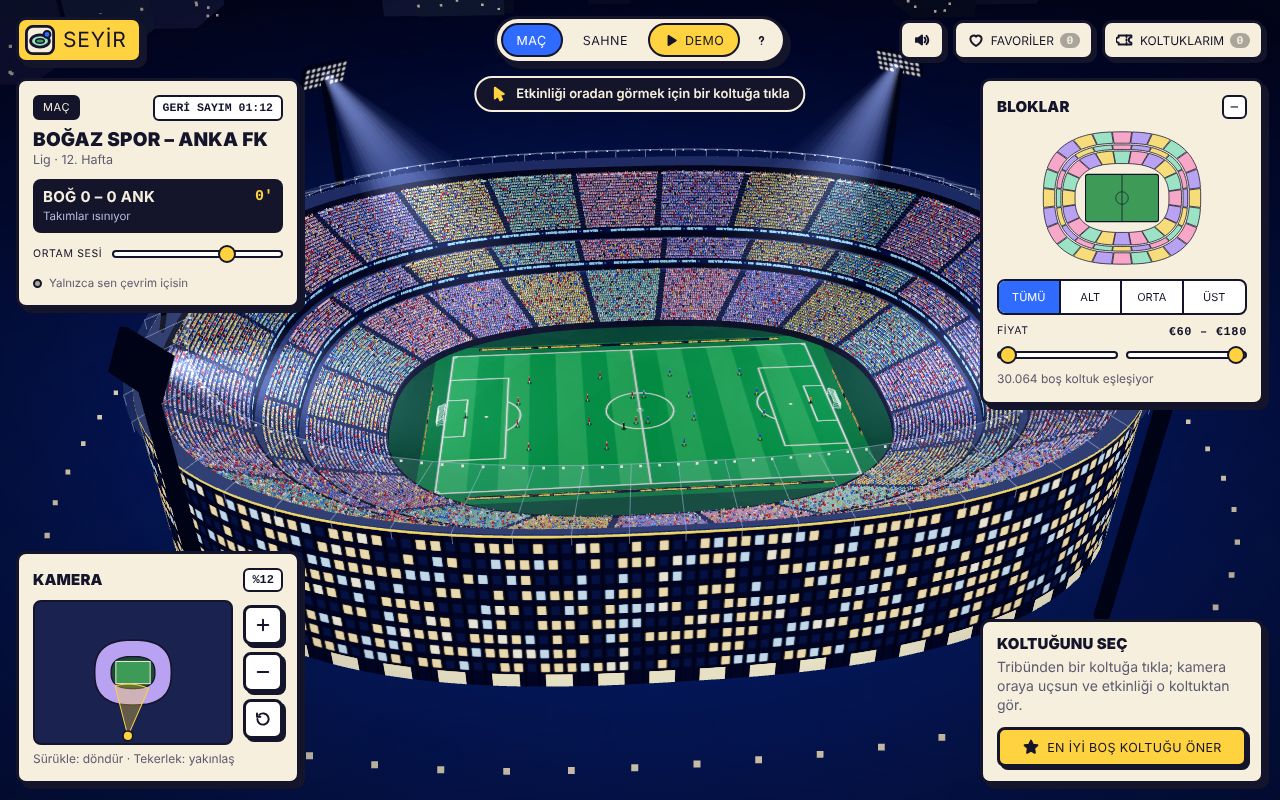 SEYİR
MAÇ
SAHNE
DEMO
?
FAVORİLER 0
KOLTUKLARIM 0
Etkinliği oradan görmek için bir koltuğa tıkla
MAÇ
GERİ SAYIM 01:12
BOĞAZ SPOR – ANKA FK
Lig · 12. Hafta
BOĞ 0 – 0 ANK
0'
Takımlar ısınıyor
ORTAM SESİ
Yalnızca sen çevrim içisin
BLOKLAR
−
TÜMÜ
ALT
ORTA
ÜST
FİYAT
€60 – €180
30.064 boş koltuk eşleşiyor
KAMERA
%12
+
−
Sürükle: döndür · Tekerlek: yakınlaş
KOLTUĞUNU SEÇ
Tribünden bir koltuğa tıkla; kamera
oraya uçsun ve etkinliği o koltuktan
gör.
EN İYİ BOŞ KOLTUĞU ÖNER